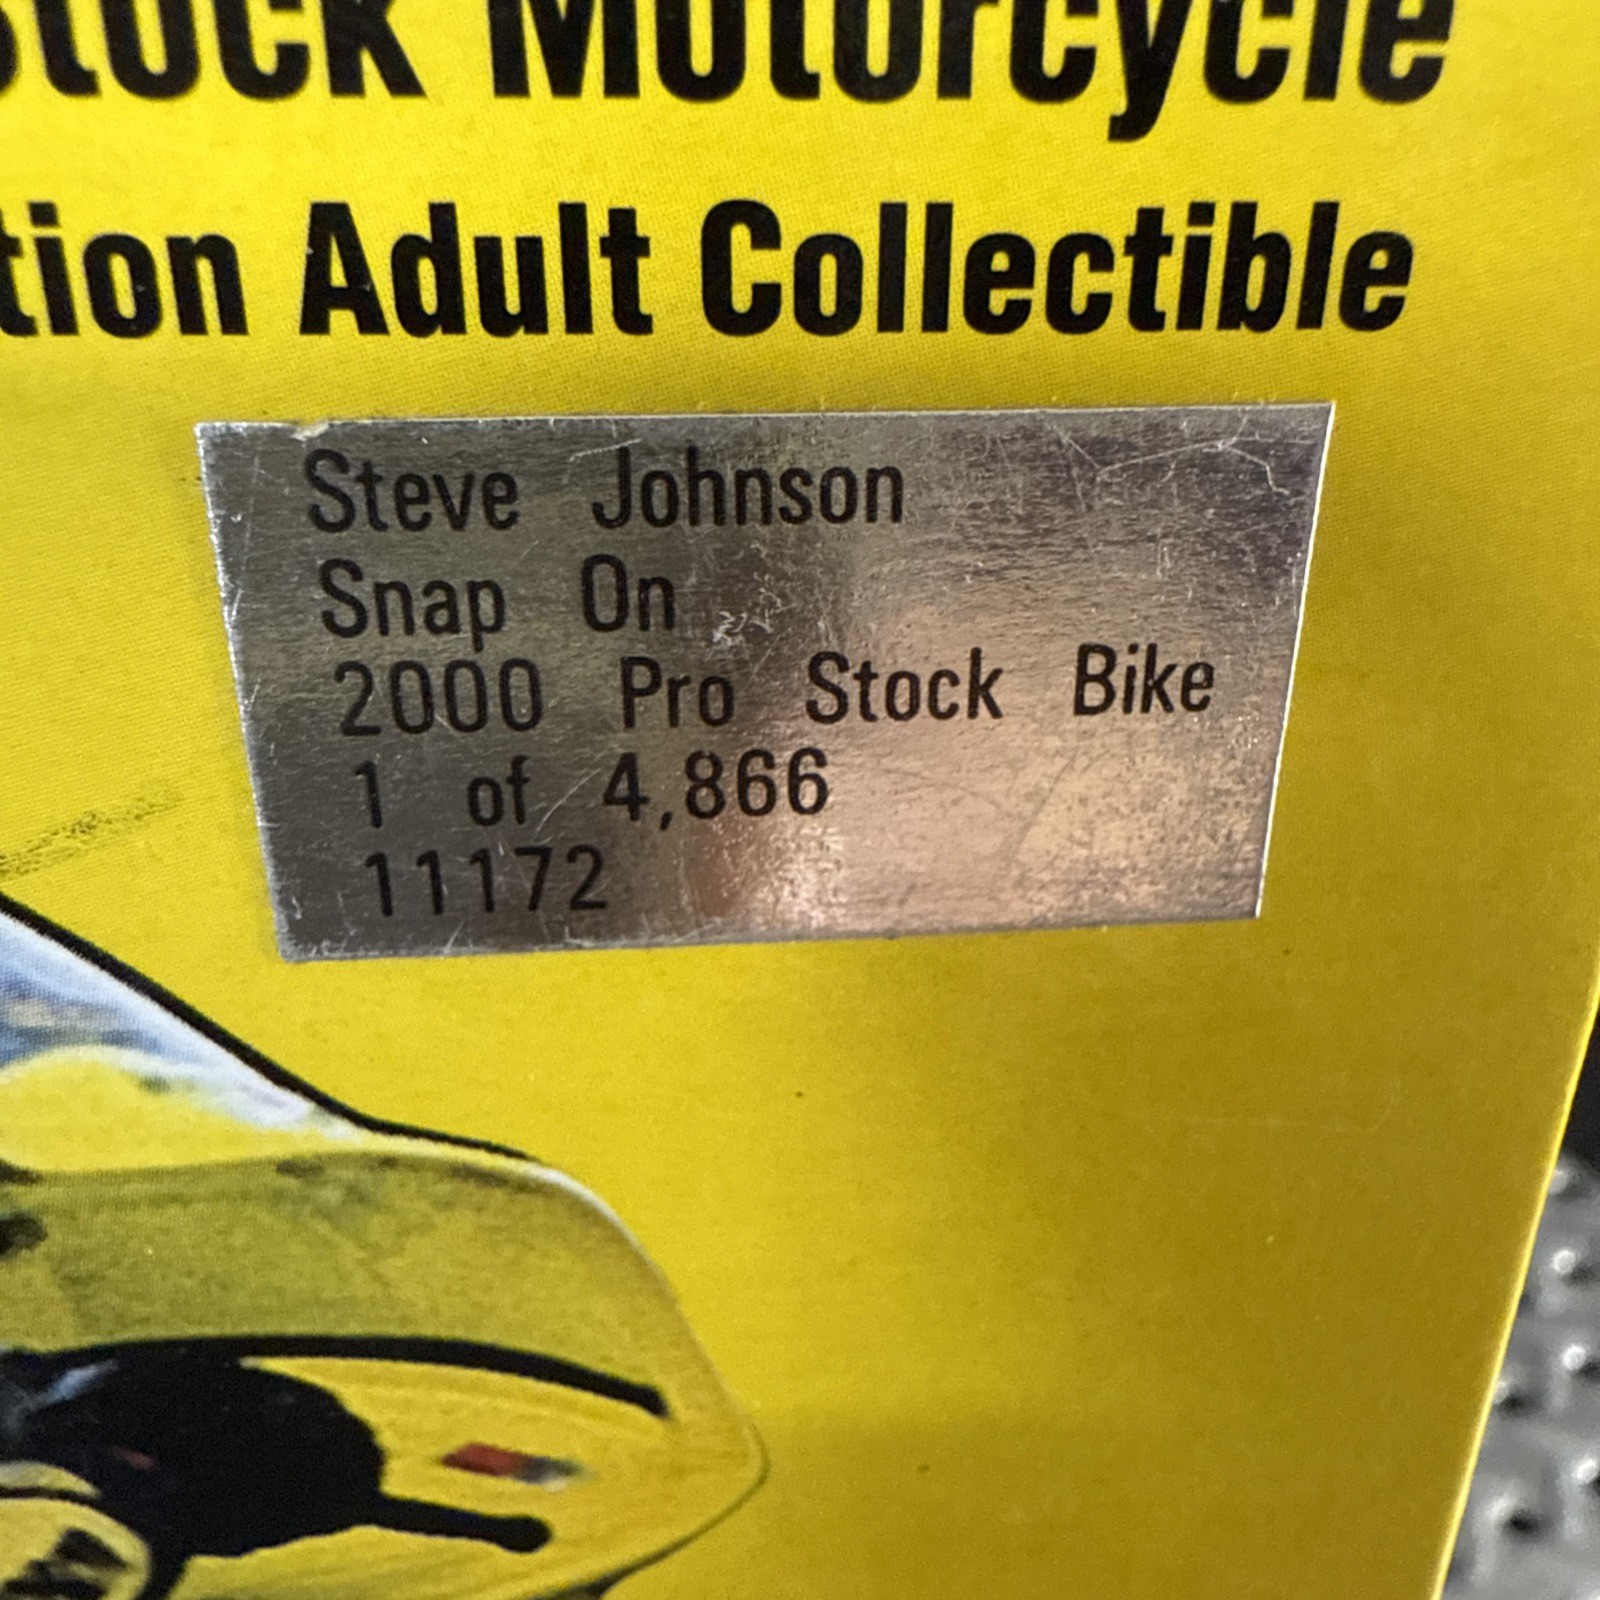 Stock Motorcycle
tion Adult Collectible
Steve Johnson
Snap On
2000 Pro Stock Bike
1 of 4,866
11172